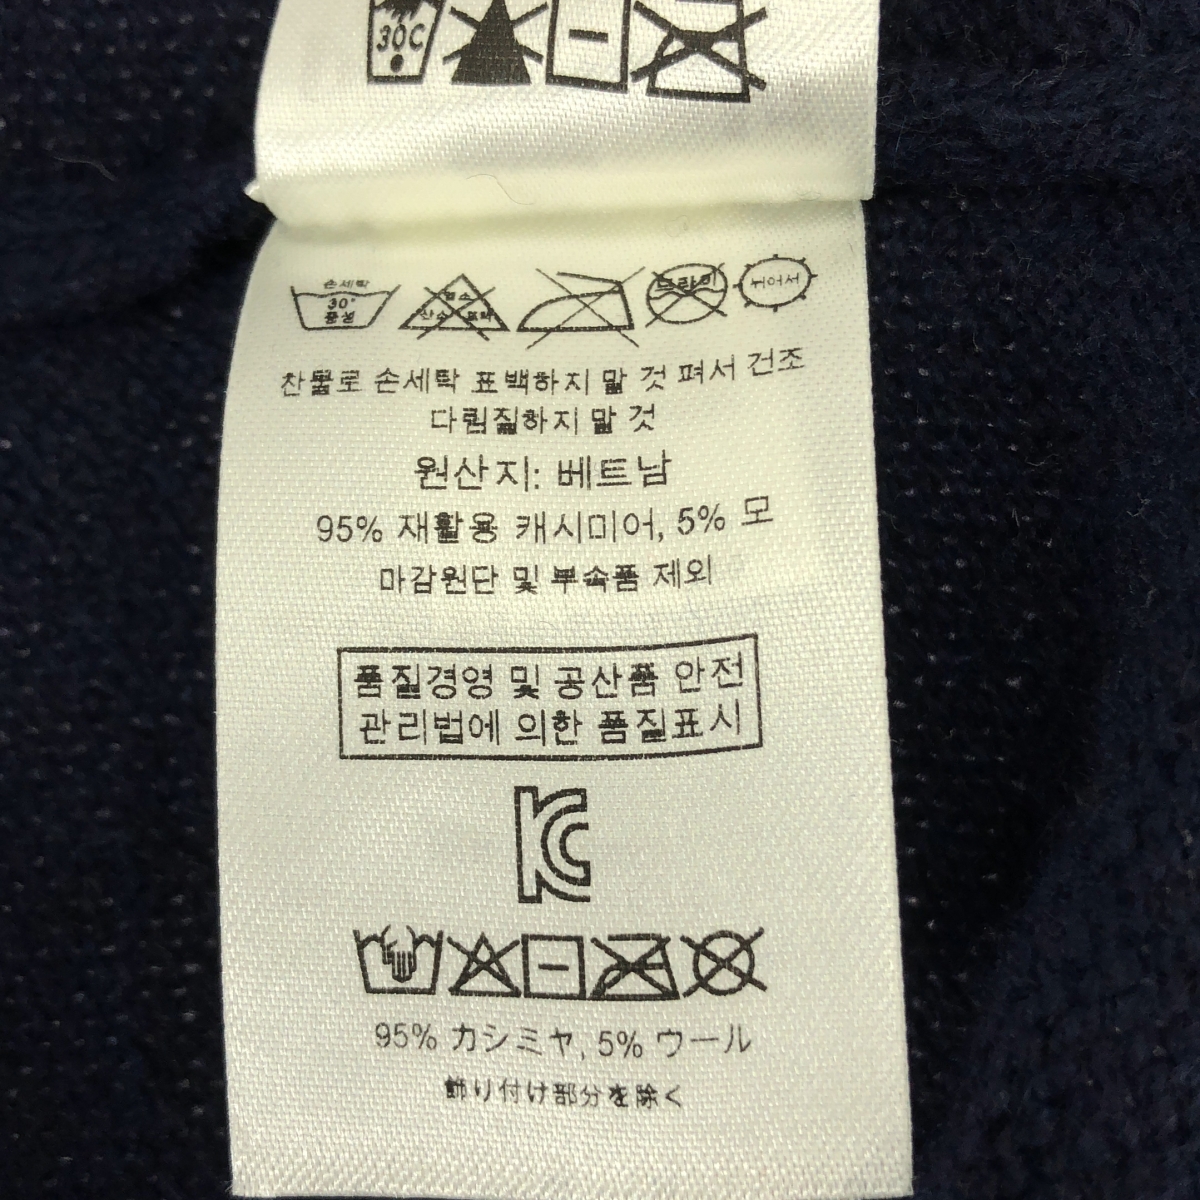 30C
손세탁
30°
중성
염소
산소 표백
드라이
뉘어서
찬물로 손세탁 표백하지 말 것 펴서 건조
다림질하지 말 것
원산지: 베트남
95% 재활용 캐시미어, 5% 모
마감원단 및 부속품 제외
품질경영 및 공산품 안전
관리법에 의한 품질표시
KC
95% カシミヤ, 5% ウール
飾り付け部分を除く